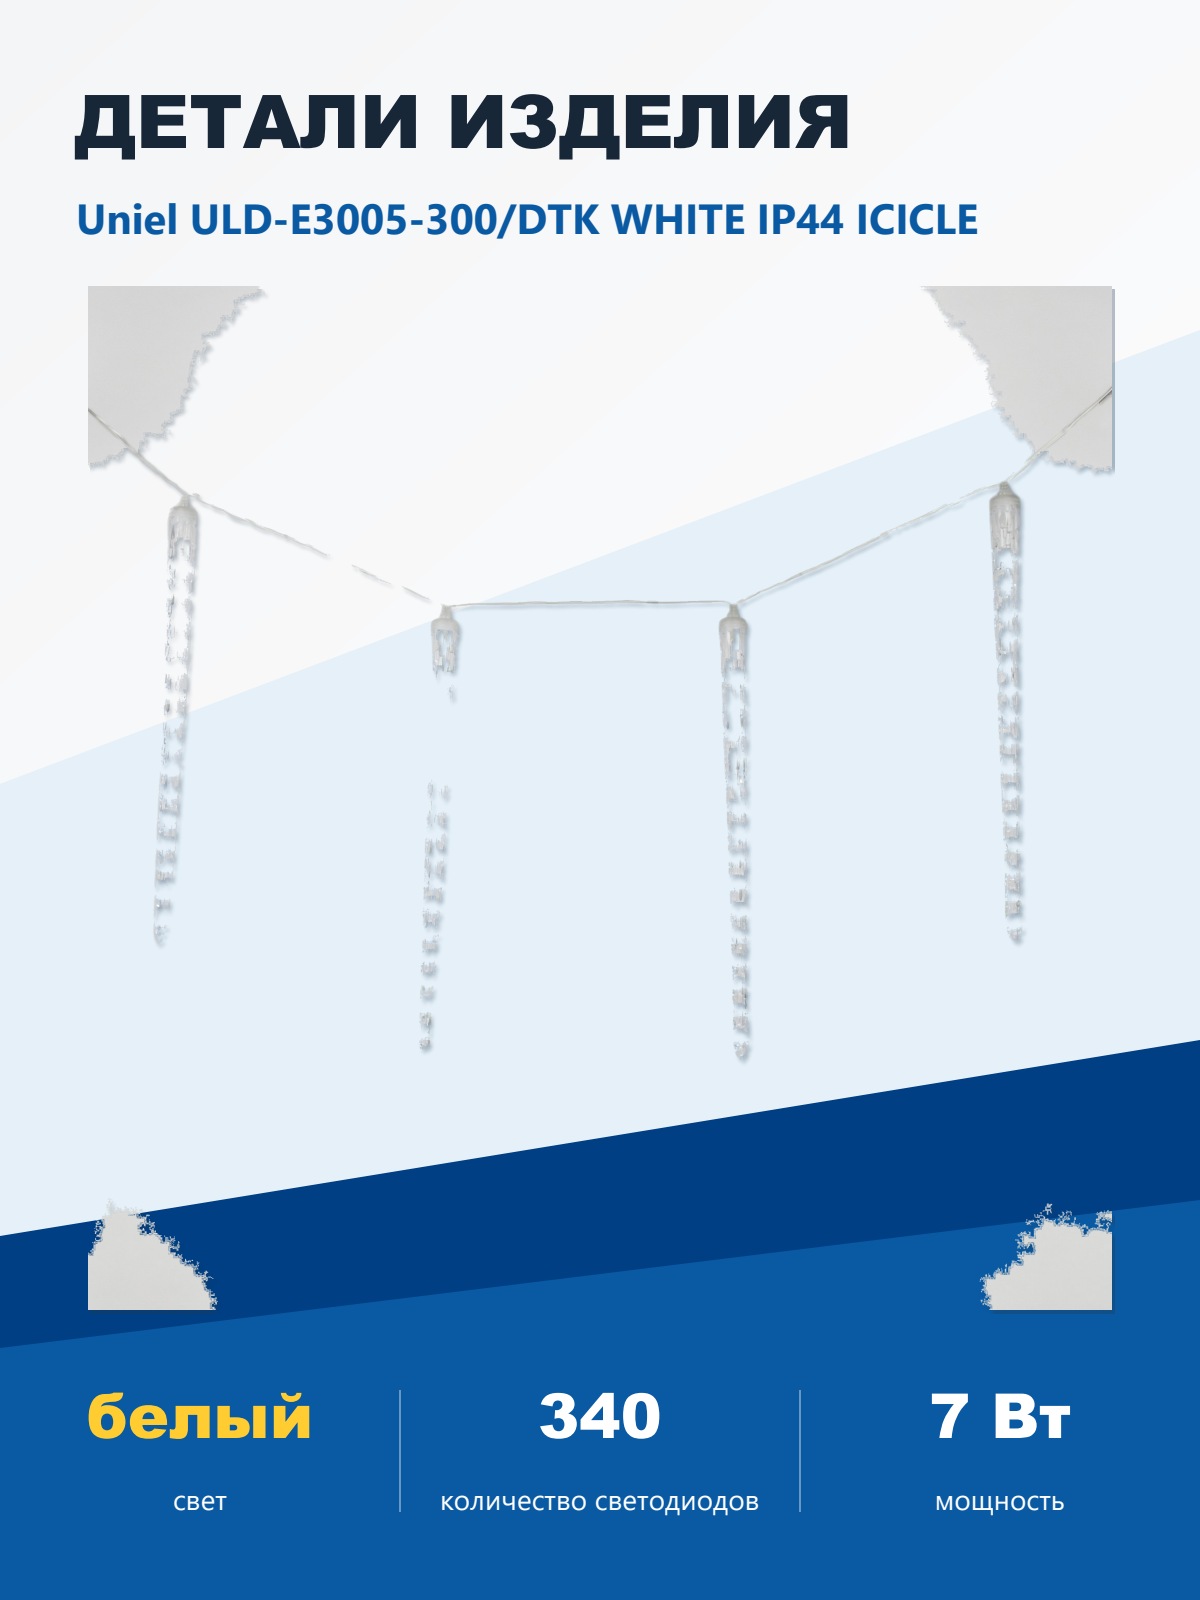 ДЕТАЛИ ИЗДЕЛИЯ
Uniel ULD-E3005-300/DTK WHITE IP44 ICICLE
белый
340
7 Вт
свет
количество светодиодов
мощность